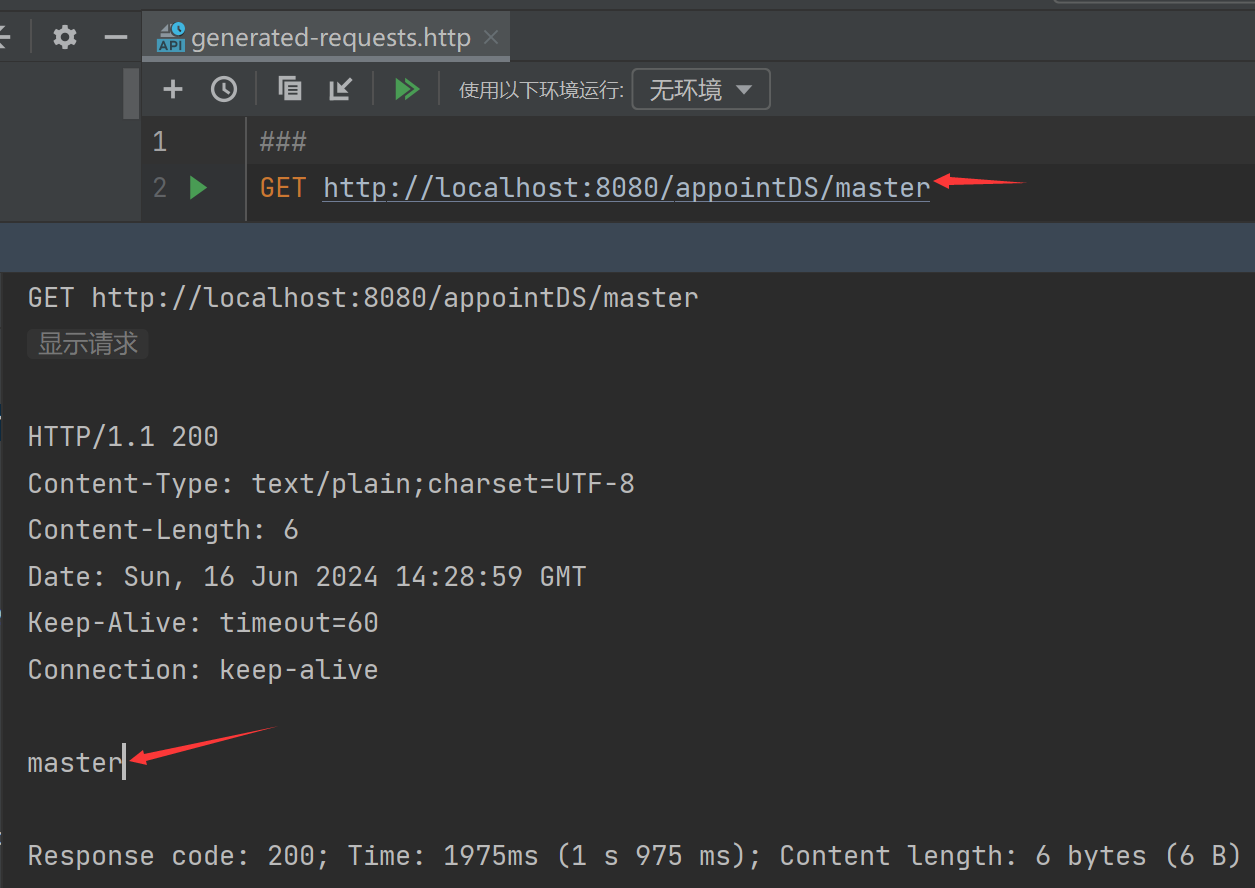 API generated-requests.http
使用以下环境运行: 无环境
1 ###
2 GET http://localhost:8080/appointDS/master
GET http://localhost:8080/appointDS/master
显示请求
HTTP/1.1 200
Content-Type: text/plain;charset=UTF-8
Content-Length: 6
Date: Sun, 16 Jun 2024 14:28:59 GMT
Keep-Alive: timeout=60
Connection: keep-alive
master
Response code: 200; Time: 1975ms (1 s 975 ms); Content length: 6 bytes (6 B)